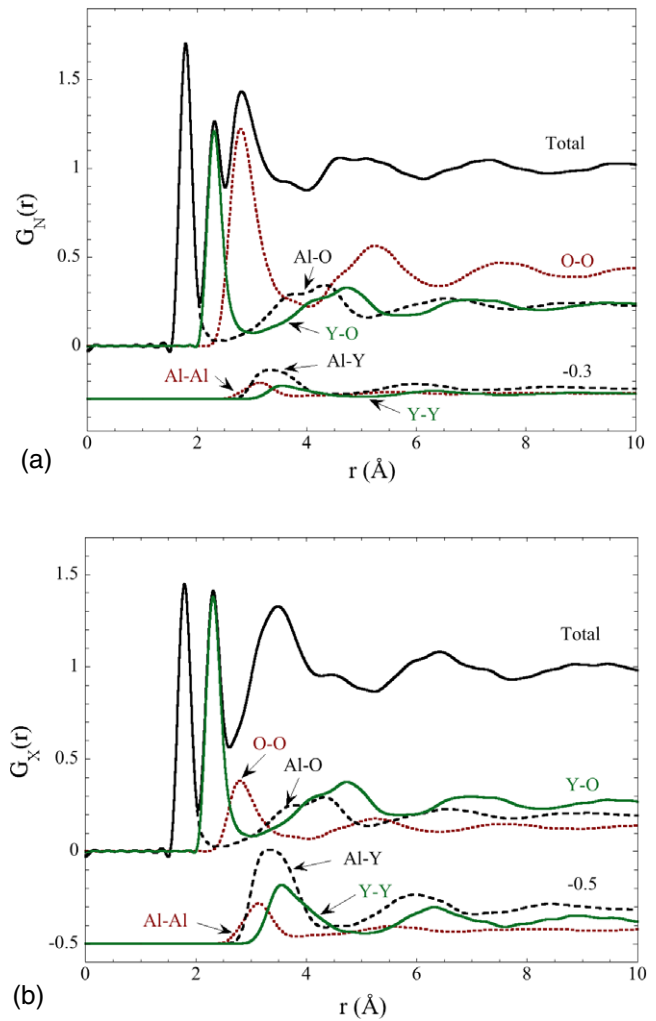 1.5
1
0.5
0
0
2
4
6
8
10
G_N(r)
r (Å)
Total
O-O
Al-O
Y-O
Al-Y
Al-Al
Y-Y
-0.3
(a)
1.5
1
0.5
0
-0.5
0
2
4
6
8
10
G_X(r)
r (Å)
Total
O-O
Al-O
Y-O
Al-Y
Y-Y
Al-Al
-0.5
(b)